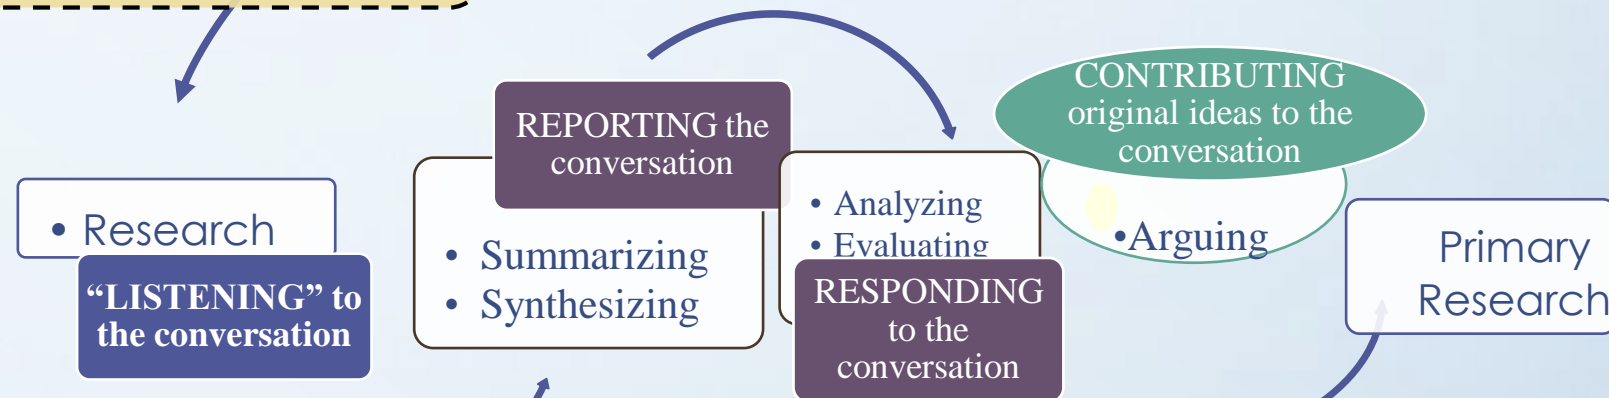 • Research
“LISTENING” to
the conversation
REPORTING the
conversation
• Summarizing
• Synthesizing
• Analyzing
• Evaluating
RESPONDING
to the
conversation
CONTRIBUTING
original ideas to the
conversation
•Arguing
Primary
Research